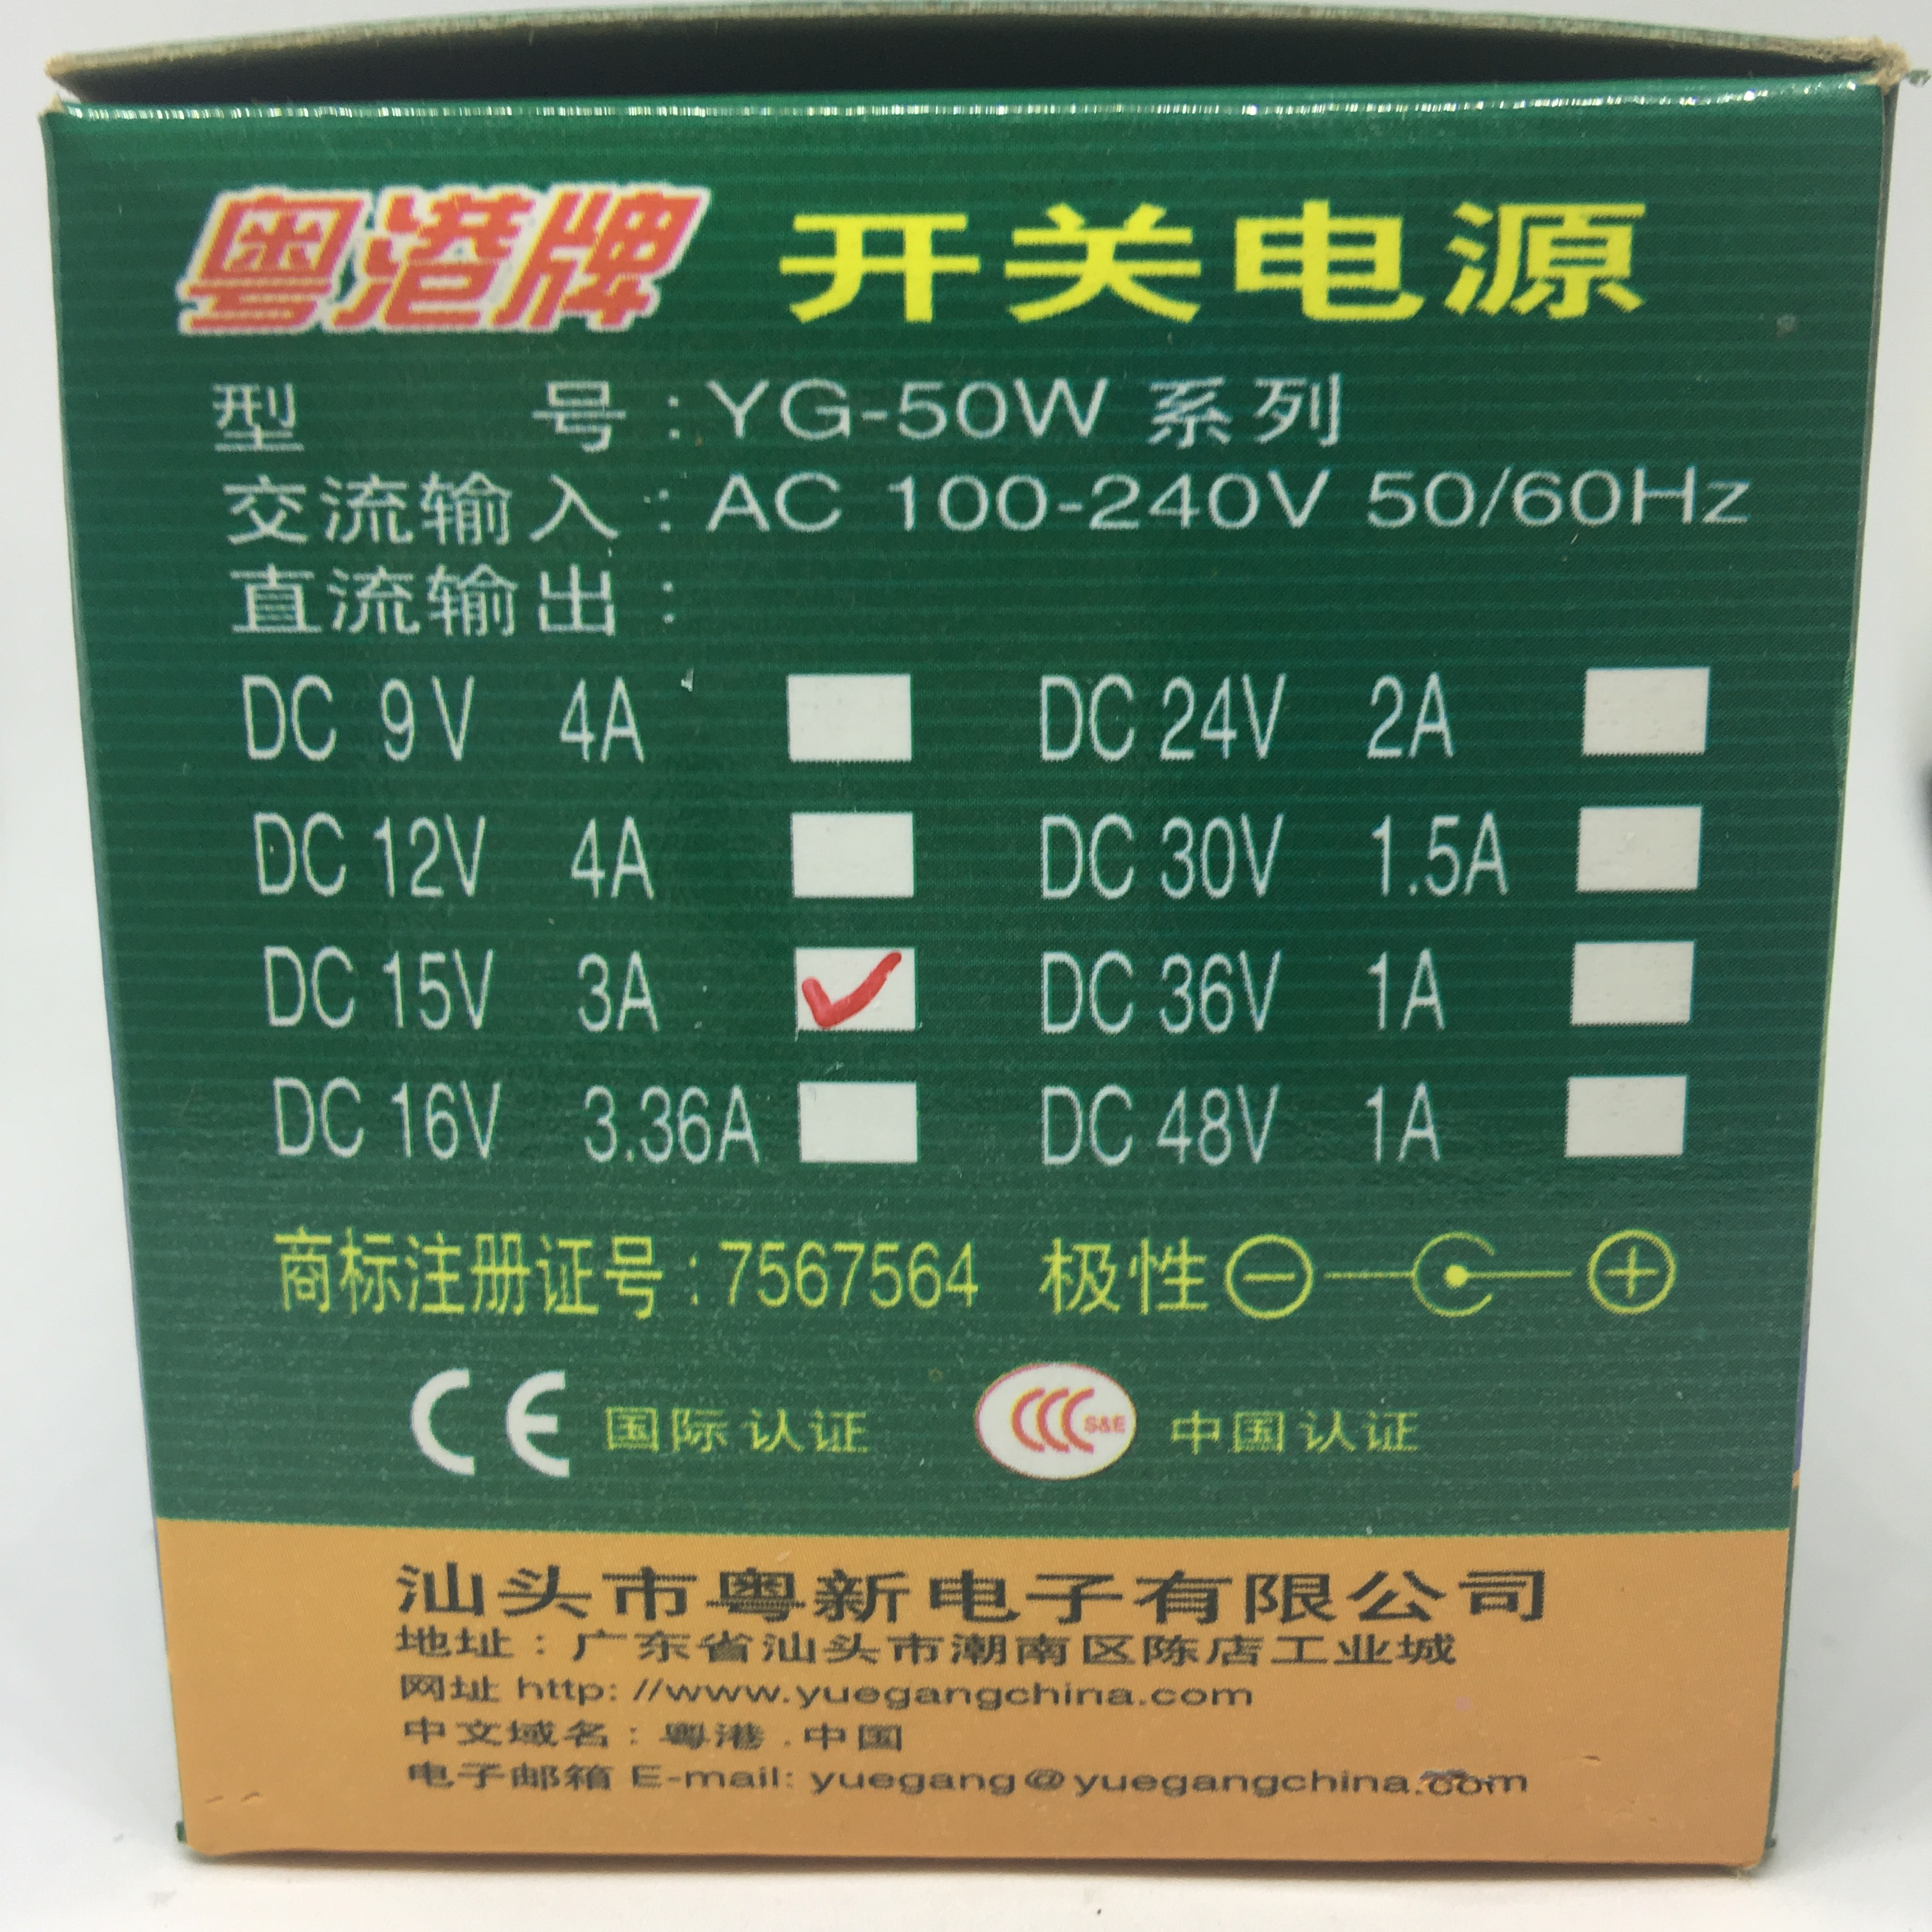 粤港牌 开关电源
型 号:YG-50W 系列
交流输入:AC 100-240V 50/60Hz
直流输出:
DC 9V 4A DC 24V 2A
DC 12V 4A DC 30V 1.5A
DC 15V 3A DC 36V 1A
DC 16V 3.36A DC 48V 1A
商标注册证号:7567564 极性 ⊖ ⊕
CE 国际认证 CCC S&E 中国认证
汕头市粤新电子有限公司
地址:广东省汕头市潮南区陈店工业城
网址 http: //www.yuegangchina.com
中文域名:粤港.中国
电子邮箱 E-mail: yuegang@yuegangchina.com